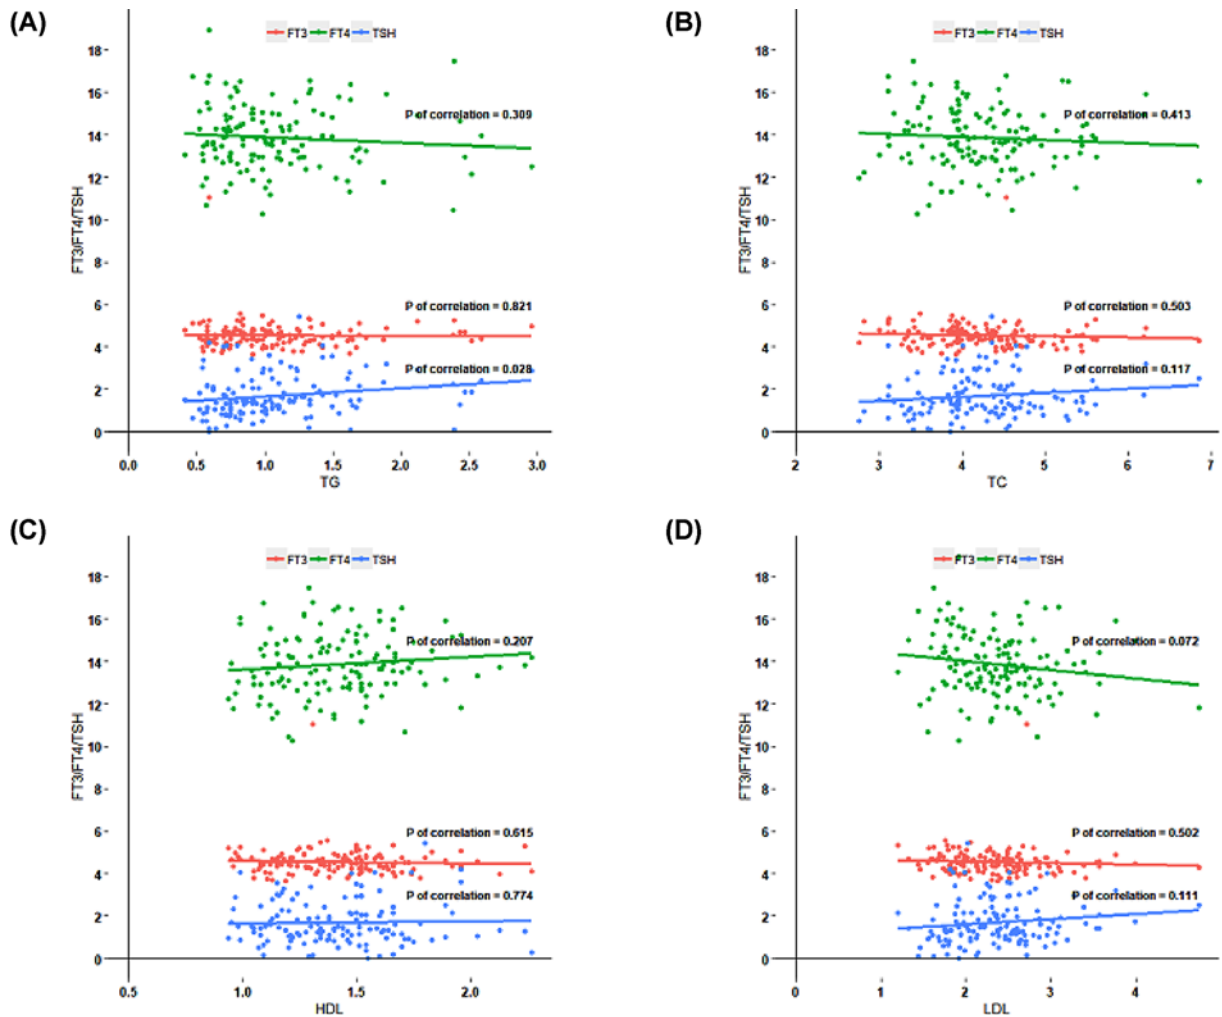 (A)
FT3 FT4 TSH
18
16
P of correlation = 0.309
14
12
10
FT3/FT4/TSH
8
6
P of correlation = 0.821
4
P of correlation = 0.028
2
0
0.0 0.5 1.0 1.5 2.0 2.5 3.0
TG
(B)
FT3 FT4 TSH
18
16
P of correlation = 0.413
14
12
10
FT3/FT4/TSH
8
6
P of correlation = 0.503
4
P of correlation = 0.117
2
0
2 3 4 5 6 7
TC
(C)
FT3 FT4 TSH
18
16
P of correlation = 0.207
14
12
10
FT3/FT4/TSH
8
6
P of correlation = 0.615
4
P of correlation = 0.774
2
0
0.5 1.0 1.5 2.0
HDL
(D)
FT3 FT4 TSH
18
16
P of correlation = 0.072
14
12
10
FT3/FT4/TSH
8
6
P of correlation = 0.502
4
P of correlation = 0.111
2
0
0 1 2 3 4
LDL